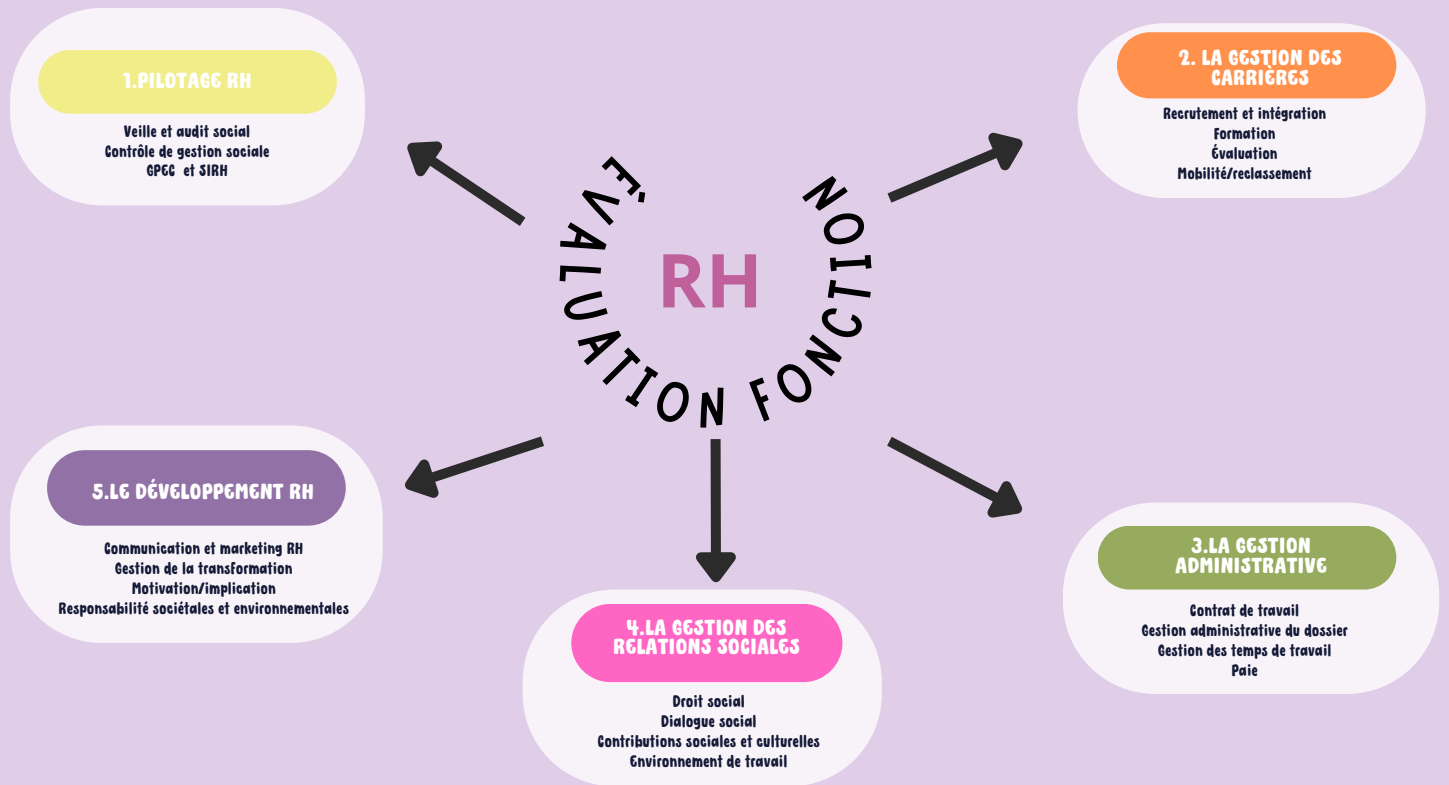 ÉVALUATION FONCTION
RH
1.PILOTAGE RH
Veille et audit social
Contrôle de gestion sociale
GPEC et SIRH
2. LA GESTION DES
CARRIÈRES
Recrutement et intégration
Formation
Évaluation
Mobilité/reclassement
3.LA GESTION
ADMINISTRATIVE
Contrat de travail
Gestion administrative du dossier
Gestion des temps de travail
Paie
4.LA GESTION DES
RELATIONS SOCIALES
Droit social
Dialogue social
Contributions sociales et culturelles
Environnement de travail
5.LE DÉVELOPPEMENT RH
Communication et marketing RH
Gestion de la transformation
Motivation/implication
Responsabilité sociétales et environnementales